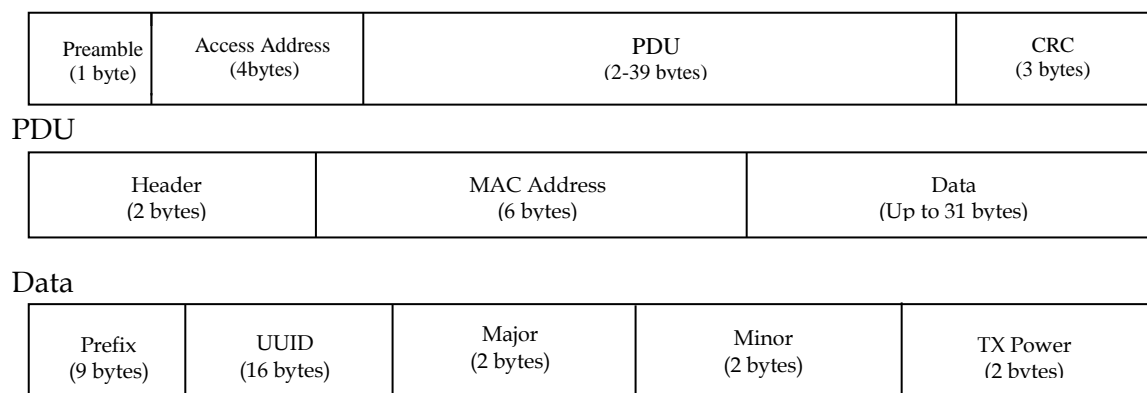 Preamble
(1 byte)
Access Address
(4bytes)
PDU
(2-39 bytes)
CRC
(3 bytes)
PDU
Header
(2 bytes)
MAC Address
(6 bytes)
Data
(Up to 31 bytes)
Data
Prefix
(9 bytes)
UUID
(16 bytes)
Major
(2 bytes)
Minor
(2 bytes)
TX Power
(2 bytes)